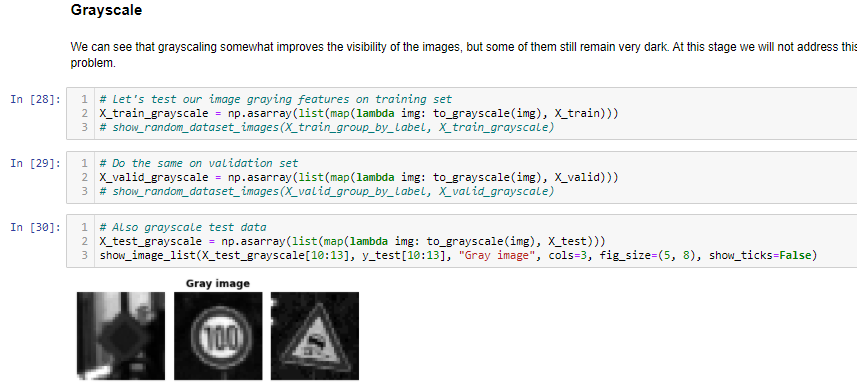 Grayscale
We can see that grayscaling somewhat improves the visibility of the images, but some of them still remain very dark. At this stage we will not address this
problem.
In [28]:
1 # Let's test our image graying features on training set
2 X_train_grayscale = np.asarray(list(map(lambda img: to_grayscale(img), X_train)))
3 # show_random_dataset_images(X_train_group_by_label, X_train_grayscale)
In [29]:
1 # Do the same on validation set
2 X_valid_grayscale = np.asarray(list(map(lambda img: to_grayscale(img), X_valid)))
3 # show_random_dataset_images(X_valid_group_by_label, X_valid_grayscale)
In [30]:
1 # Also grayscale test data
2 X_test_grayscale = np.asarray(list(map(lambda img: to_grayscale(img), X_test)))
3 show_image_list(X_test_grayscale[10:13], y_test[10:13], "Gray image", cols=3, fig_size=(5, 8), show_ticks=False)
Gray image
100